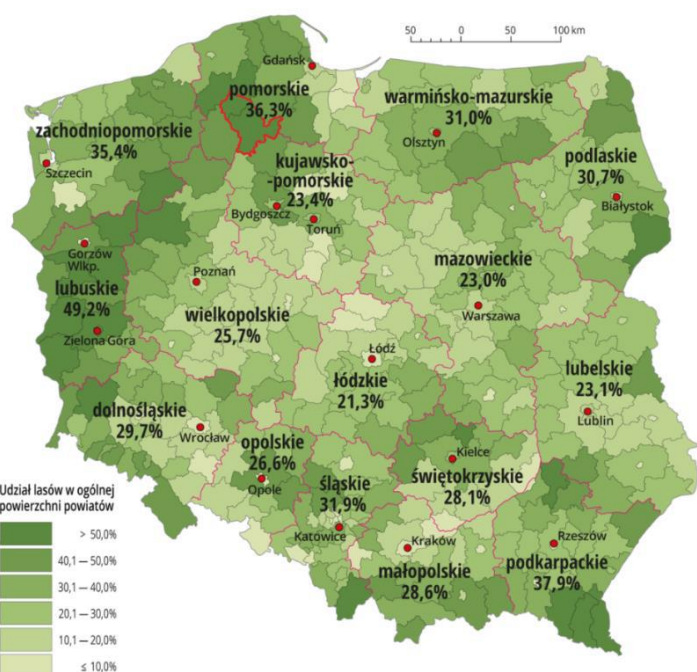 50 0 50 100 km
Gdańsk
pomorskie
36,3%
warmińsko-mazurskie
31,0%
Olsztyn
zachodniopomorskie
35,4%
Szczecin
podlaskie
30,7%
Białystok
kujawsko-
-pomorskie
23,4%
Bydgoszcz
Toruń
Gorzów
Wlkp.
lubuskie
49,2%
Zielona Góra
Poznań
wielkopolskie
25,7%
mazowieckie
23,0%
Warszawa
Łódź
łódzkie
21,3%
lubelskie
23,1%
Lublin
dolnośląskie
29,7%
Wrocław
opolskie
26,6%
Opole
śląskie
31,9%
Katowice
Kielce
świętokrzyskie
28,1%
Kraków
małopolskie
28,6%
Rzeszów
podkarpackie
37,9%
Udział lasów w ogólnej
powierzchni powiatów
> 50,0%
40,1 — 50,0%
30,1 — 40,0%
20,1 — 30,0%
10,1 — 20,0%
≤ 10,0%